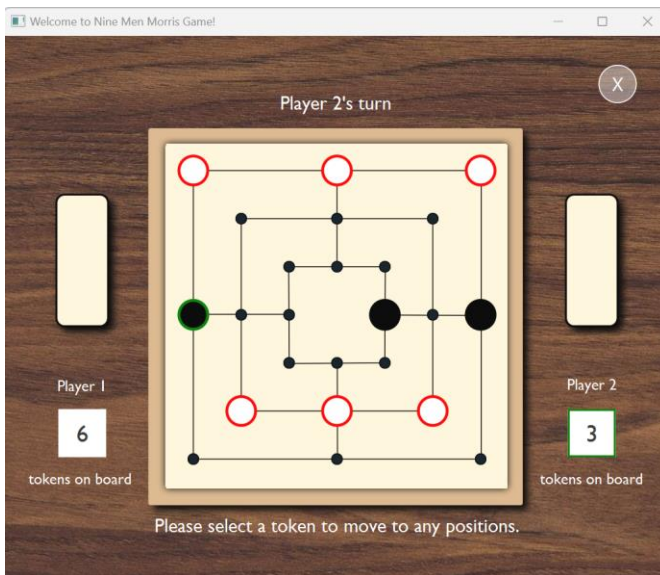 Welcome to Nine Men Morris Game!
X
Player 2's turn
Player 1
6
tokens on board
Player 2
3
tokens on board
Please select a token to move to any positions.